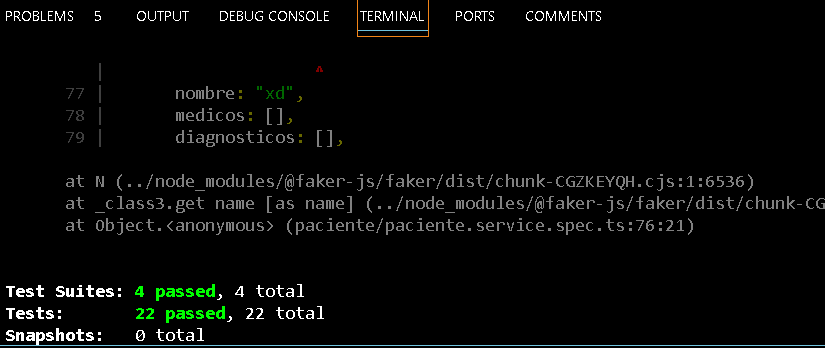 PROBLEMS 5 OUTPUT DEBUG CONSOLE TERMINAL PORTS COMMENTS
| ^
77 | nombre: "xd",
78 | medicos: [],
79 | diagnosticos: [],
at N (../node_modules/@faker-js/faker/dist/chunk-CGZKEYQH.cjs:1:6536)
at _class3.get name [as name] (../node_modules/@faker-js/faker/dist/chunk-CG
at Object.<anonymous> (paciente/paciente.service.spec.ts:76:21)
Test Suites: 4 passed, 4 total
Tests: 22 passed, 22 total
Snapshots: 0 total